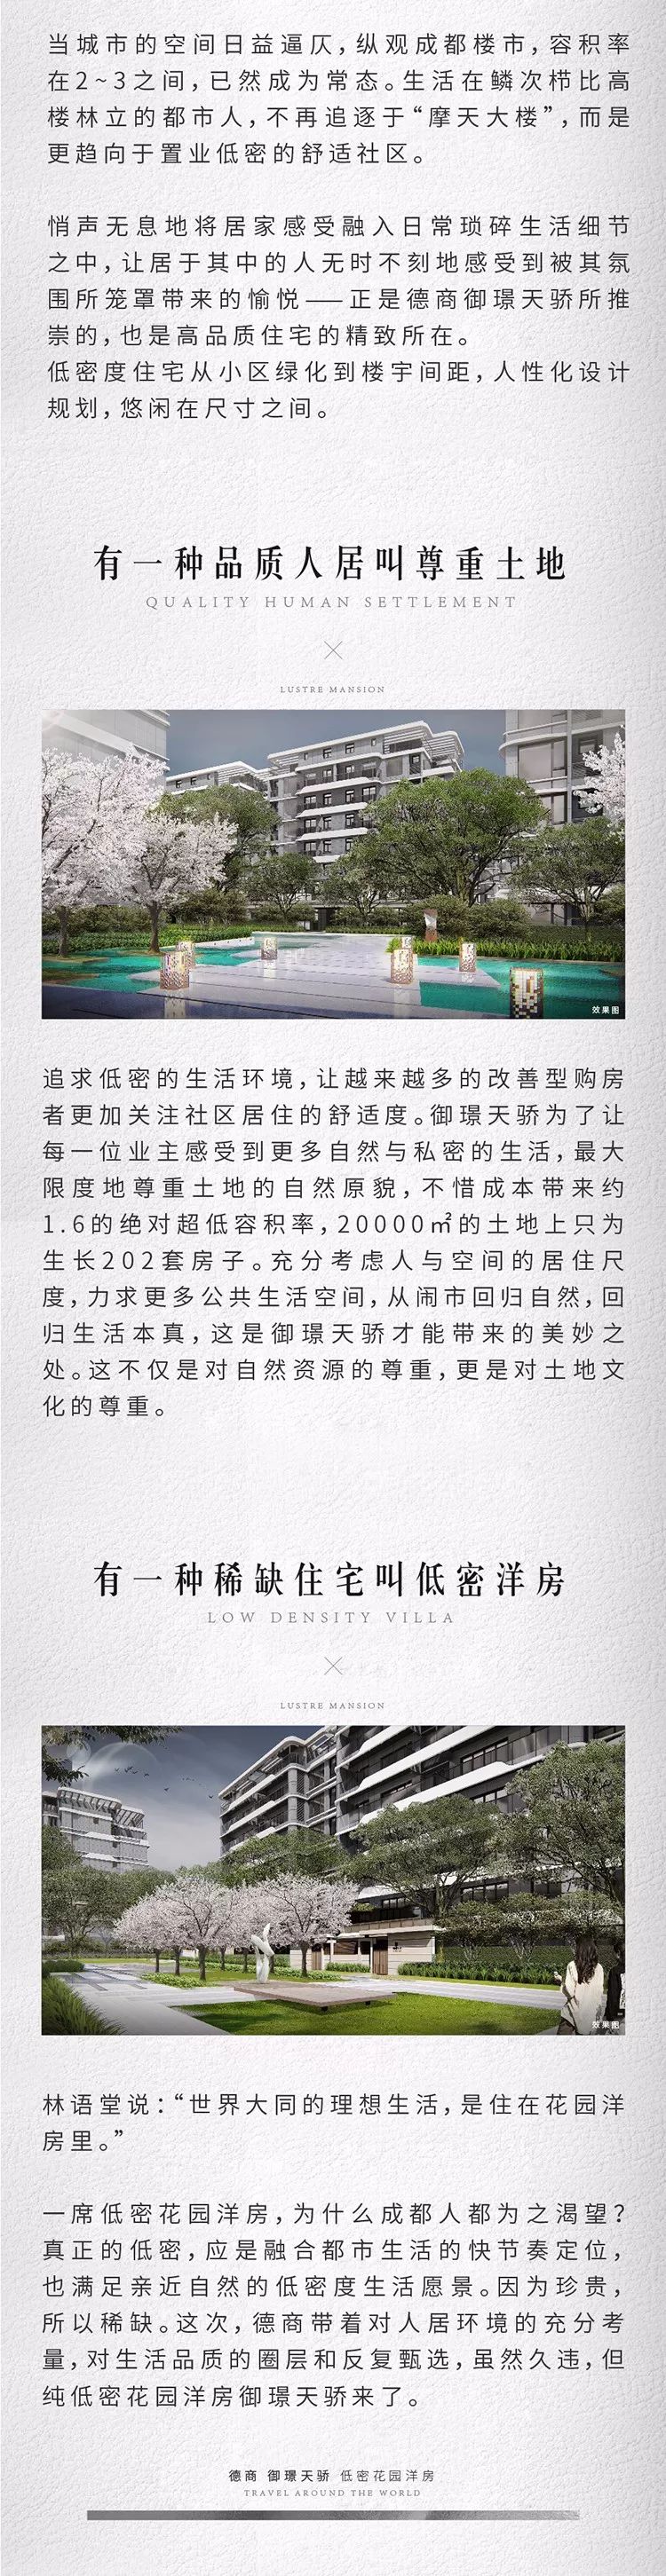 当城市的空间日益逼仄，纵观成都楼市，容积率
在2~3之间，已然成为常态。生活在鳞次栉比高
楼林立的都市人，不再追逐于“摩天大楼”，而是
更趋向于置业低密的舒适社区。
悄声无息地将居家感受融入日常琐碎生活细节
之中，让居于其中的人无时不刻地感受到被其氛
围所笼罩带来的愉悦——正是德商御璟天骄所推
崇的，也是高品质住宅的精致所在。
低密度住宅从小区绿化到楼宇间距，人性化设计
规划，悠闲在尺寸之间。
有一种品质人居叫尊重土地
QUALITY HUMAN SETTLEMENT
LUSTRE MANSION
效果图
追求低密的生活环境，让越来越多的改善型购房
者更加关注社区居住的舒适度。御璟天骄为了让
每一位业主感受到更多自然与私密的生活，最大
限度地尊重土地的自然原貌，不惜成本带来约
1.6的绝对超低容积率，20000㎡的土地上只为
生长202套房子。充分考虑人与空间的居住尺
度，力求更多公共生活空间，从闹市回归自然，回
归生活本真，这是御璟天骄才能带来的美妙之
处。这不仅是对自然资源的尊重，更是对土地文
化的尊重。
有一种稀缺住宅叫低密洋房
LOW DENSITY VILLA
LUSTRE MANSION
效果图
林语堂说：“世界大同的理想生活，是住在花园洋
房里。”
一席低密花园洋房，为什么成都人都为之渴望？
真正的低密，应是融合都市生活的快节奏定位，
也满足亲近自然的低密度生活愿景。因为珍贵，
所以稀缺。这次，德商带着对人居环境的充分考
量，对生活品质的圈层和反复甄选，虽然久违，但
纯低密花园洋房御璟天骄来了。
德商 御璟天骄 低密花园洋房
TRAVEL AROUND THE WORLD